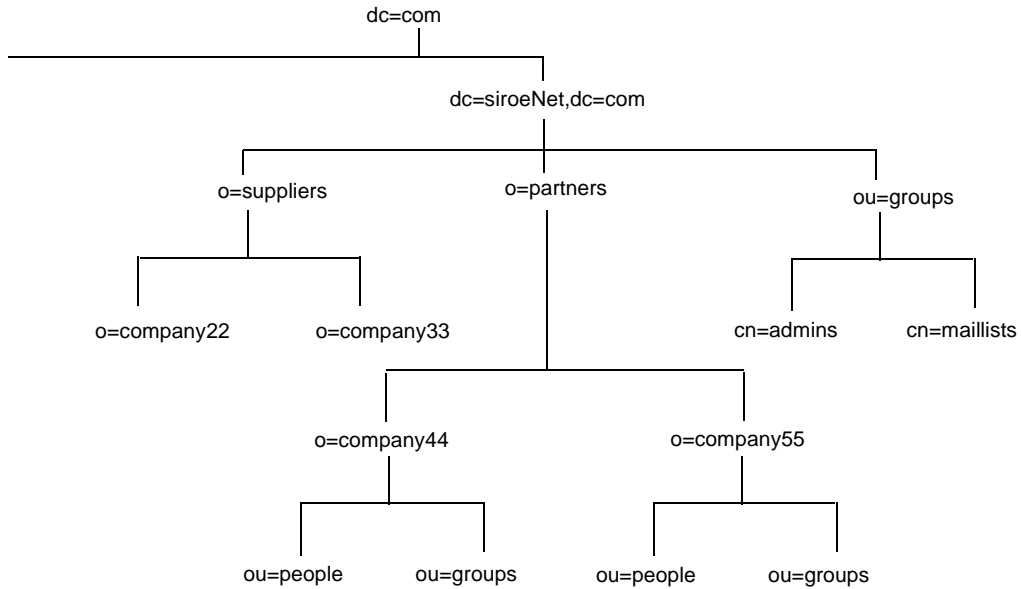 dc=com
dc=siroeNet,dc=com
o=suppliers
o=partners
ou=groups
o=company22
o=company33
cn=admins
cn=maillists
o=company44
o=company55
ou=people
ou=groups
ou=people
ou=groups